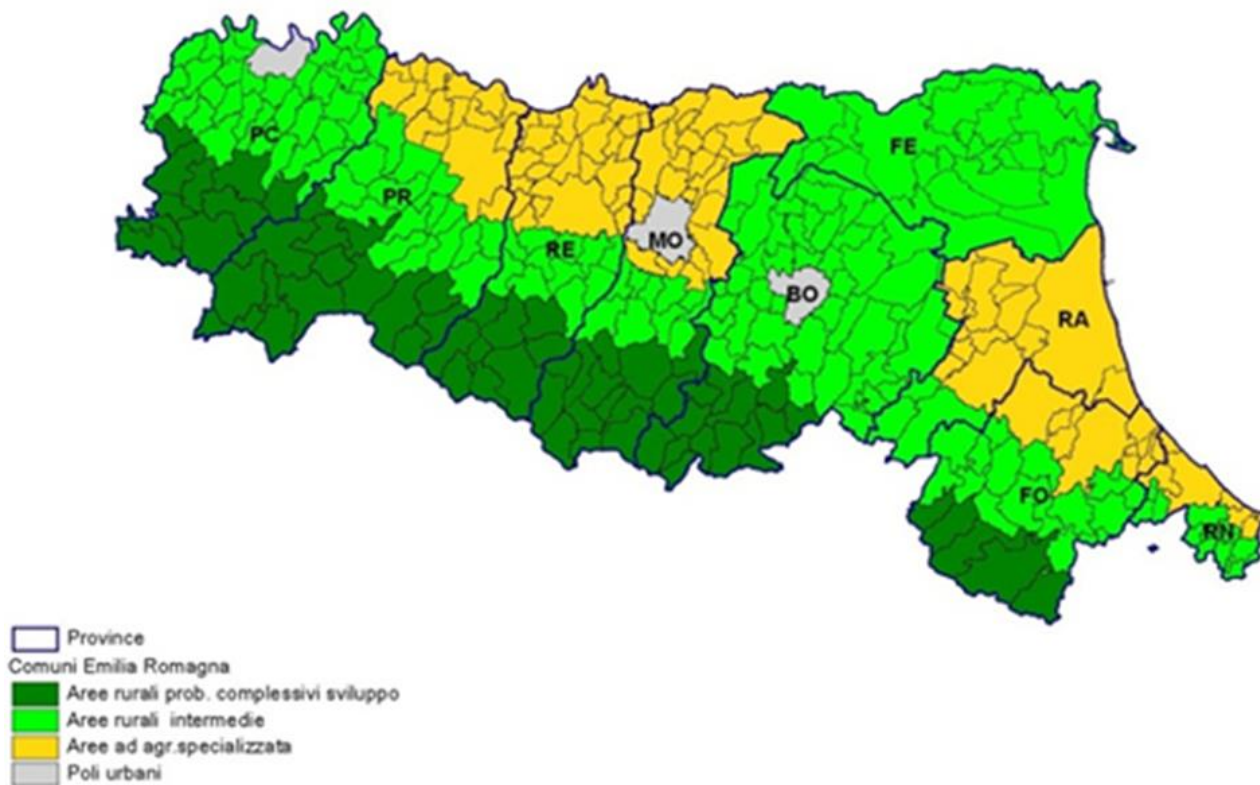 PC
FE
PR
MO
RE
BO
RA
FO
RN
Province
Comuni Emilia Romagna
Aree rurali prob. complessivi sviluppo
Aree rurali intermedie
Aree ad agr.specializzata
Poli urbani